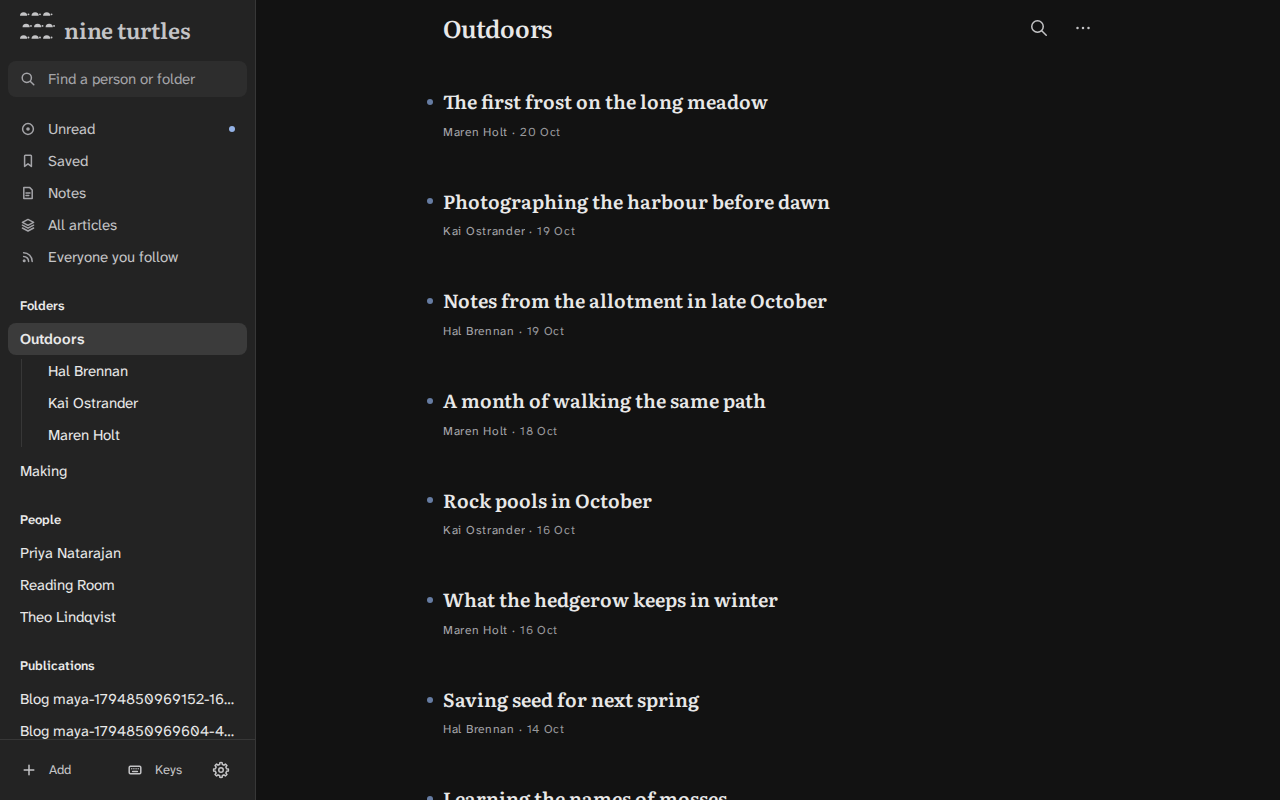 nine turtles
Find a person or folder
Unread
Saved
Notes
All articles
Everyone you follow
Folders
Outdoors
Hal Brennan
Kai Ostrander
Maren Holt
Making
People
Priya Natarajan
Reading Room
Theo Lindqvist
Publications
Blog maya-1794850969152-16...
Blog maya-1794850969604-4...
Add
Keys
Outdoors
The first frost on the long meadow
Maren Holt · 20 Oct
Photographing the harbour before dawn
Kai Ostrander · 19 Oct
Notes from the allotment in late October
Hal Brennan · 19 Oct
A month of walking the same path
Maren Holt · 18 Oct
Rock pools in October
Kai Ostrander · 16 Oct
What the hedgerow keeps in winter
Maren Holt · 16 Oct
Saving seed for next spring
Hal Brennan · 14 Oct
Learning the names of mosses